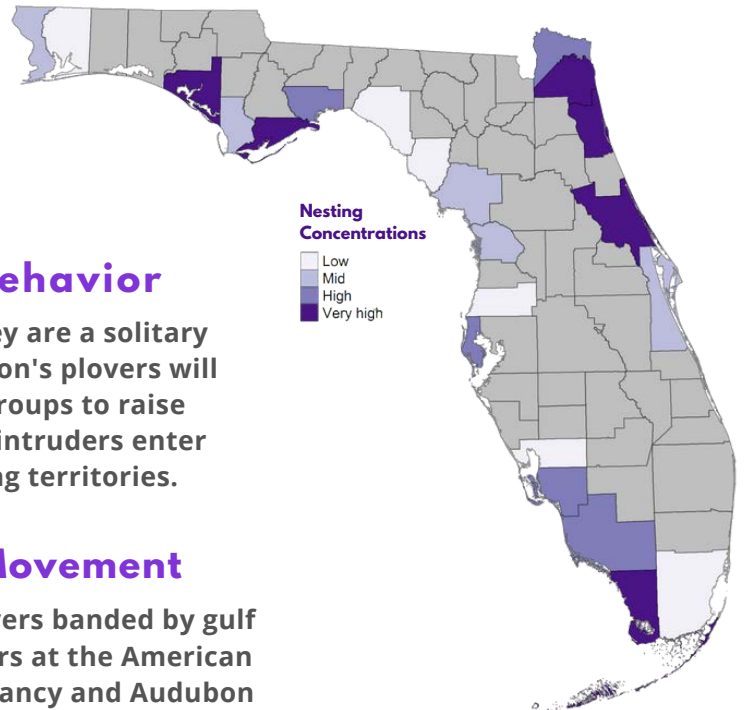 Nesting
Concentrations
Low
Mid
High
Very high
ehavior
ey are a solitary
on's plovers will
roups to raise
intruders enter
g territories.
Movement
ers banded by gulf
rs at the American
ancy and Audubon